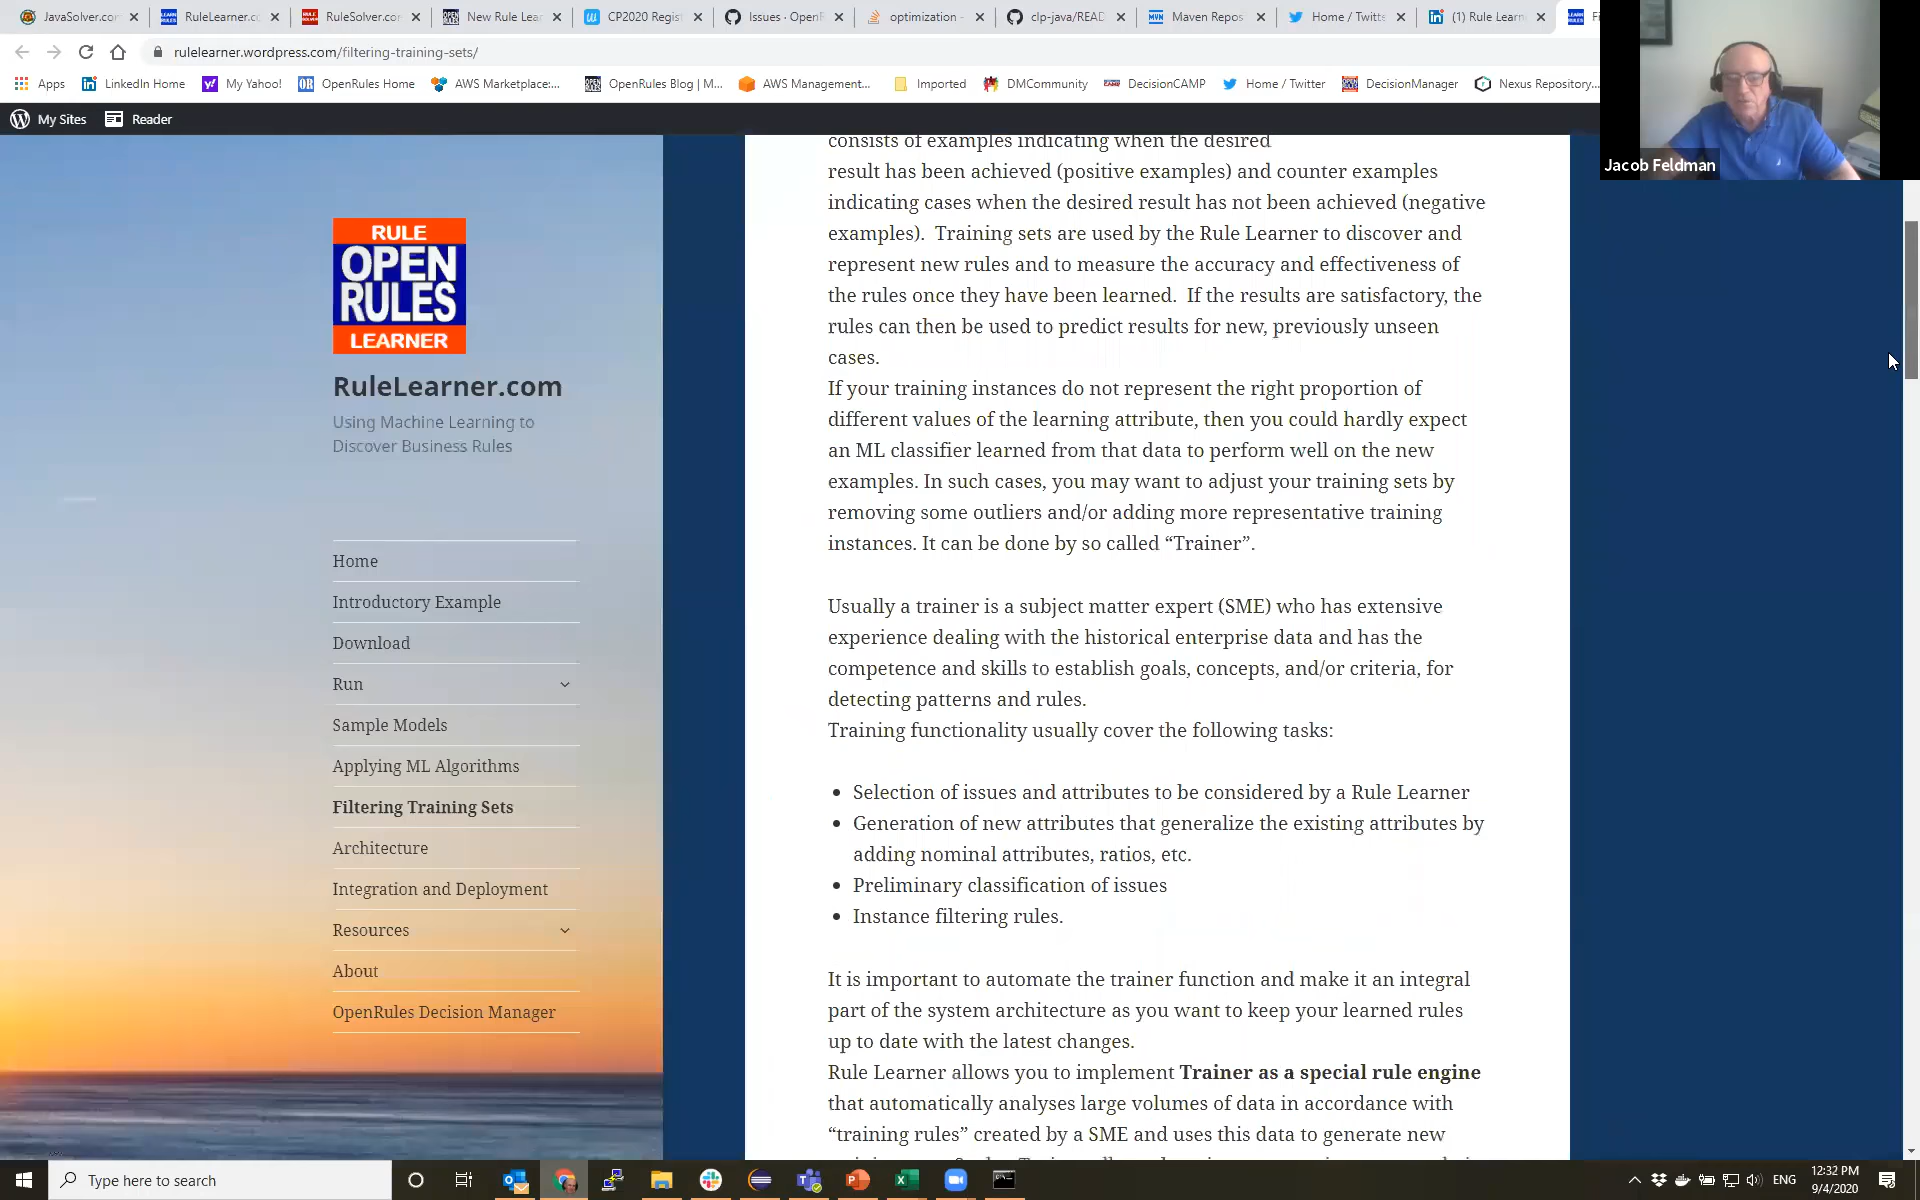 JavaSolver.com
RuleLearner.co
RuleSolver.com
New Rule Lear
CP2020 Regist
Issues · OpenR
optimization -
clp-java/READ
Maven Repos
Home / Twitte
(1) Rule Learn
rulelearner.wordpress.com/filtering-training-sets/
Apps
LinkedIn Home
My Yahoo!
OpenRules Home
AWS Marketplace:...
OpenRules Blog | M...
AWS Management...
Imported
DMCommunity
DecisionCAMP
Home / Twitter
DecisionManager
Nexus Repository...
My Sites
Reader
Jacob Feldman
RULE
OPEN
RULES
LEARNER
RuleLearner.com
Using Machine Learning to
Discover Business Rules
Home
Introductory Example
Download
Run
Sample Models
Applying ML Algorithms
Filtering Training Sets
Architecture
Integration and Deployment
Resources
About
OpenRules Decision Manager
consists of examples indicating when the desired
result has been achieved (positive examples) and counter examples
indicating cases when the desired result has not been achieved (negative
examples).  Training sets are used by the Rule Learner to discover and
represent new rules and to measure the accuracy and effectiveness of
the rules once they have been learned.  If the results are satisfactory, the
rules can then be used to predict results for new, previously unseen
cases.
If your training instances do not represent the right proportion of
different values of the learning attribute, then you could hardly expect
an ML classifier learned from that data to perform well on the new
examples. In such cases, you may want to adjust your training sets by
removing some outliers and/or adding more representative training
instances. It can be done by so called “Trainer”.
Usually a trainer is a subject matter expert (SME) who has extensive
experience dealing with the historical enterprise data and has the
competence and skills to establish goals, concepts, and/or criteria, for
detecting patterns and rules.
Training functionality usually cover the following tasks:
• Selection of issues and attributes to be considered by a Rule Learner
• Generation of new attributes that generalize the existing attributes by
adding nominal attributes, ratios, etc.
• Preliminary classification of issues
• Instance filtering rules.
It is important to automate the trainer function and make it an integral
part of the system architecture as you want to keep your learned rules
up to date with the latest changes.
Rule Learner allows you to implement Trainer as a special rule engine
that automatically analyses large volumes of data in accordance with
“training rules” created by a SME and uses this data to generate new
Type here to search
ENG
12:32 PM
9/4/2020